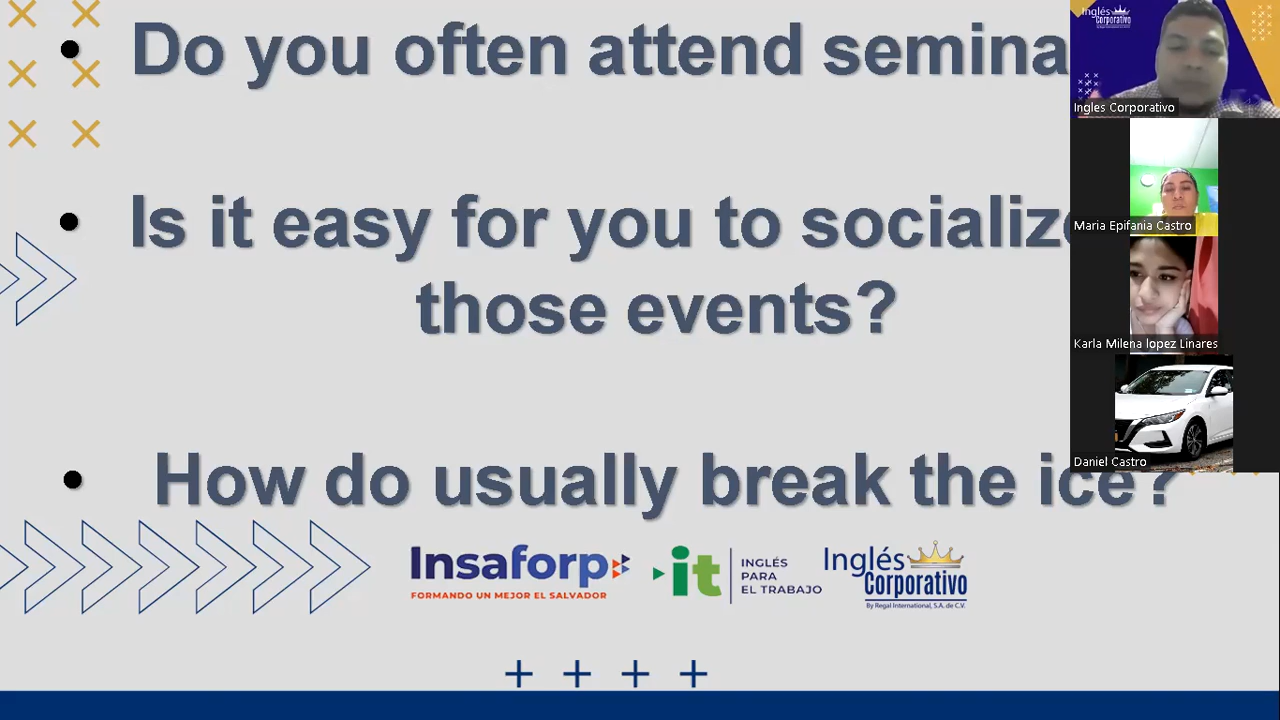 Do you often attend semina
Is it easy for you to socialize
those events?
How do usually break the ice?
Insaforp
FORMANDO UN MEJOR EL SALVADOR
it
INGLÉS
PARA
EL TRABAJO
Inglés
Corporativo
By Regal International, S.A. de C.V.
Inglés
Corporativo
Ingles Corporativo
Maria Epifania Castro
Karla Milena lopez Linares
Daniel Castro